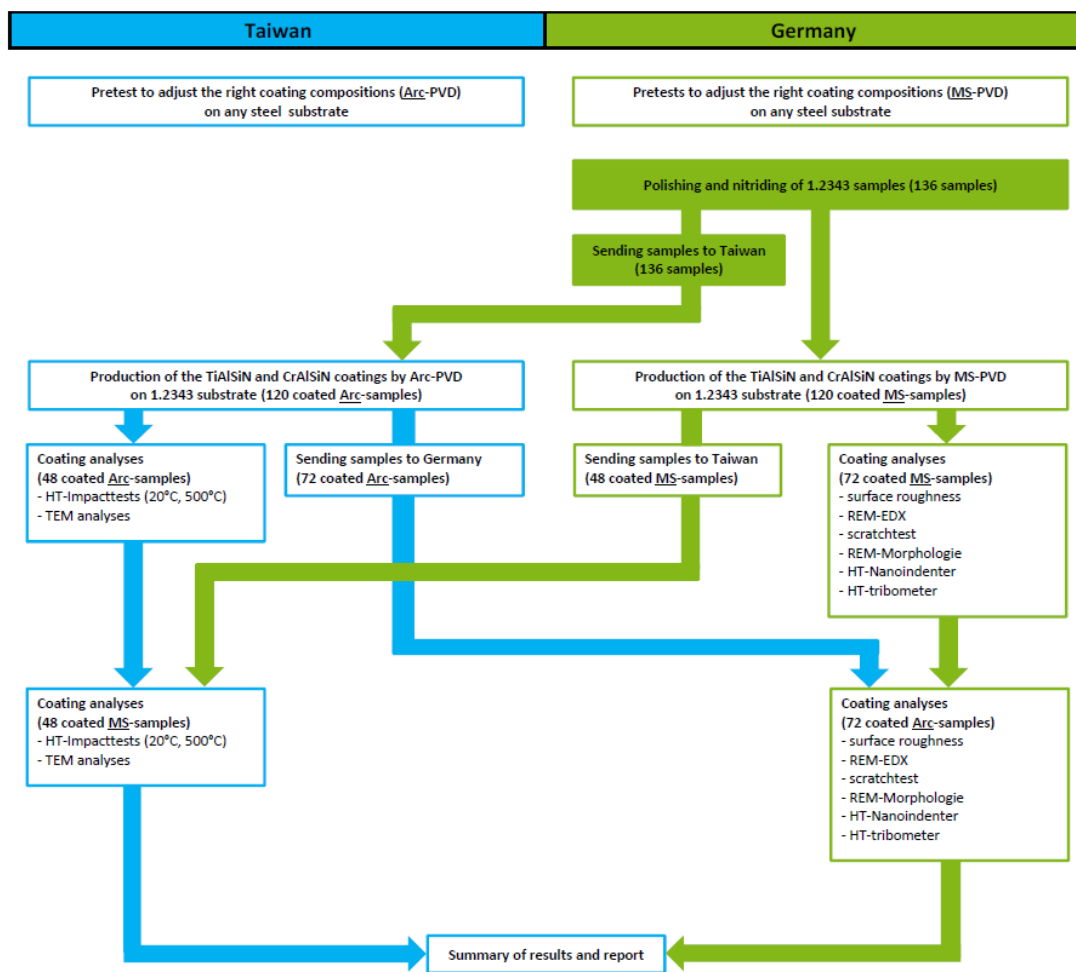 Taiwan
Germany
Pretest to adjust the right coating compositions (Arc-PVD)
on any steel substrate
Pretests to adjust the right coating compositions (MS-PVD)
on any steel substrate
Polishing and nitriding of 1.2343 samples (136 samples)
Sending samples to Taiwan
(136 samples)
Production of the TiAlSiN and CrAlSiN coatings by Arc-PVD
on 1.2343 substrate (120 coated Arc-samples)
Production of the TiAlSiN and CrAlSiN coatings by MS-PVD
on 1.2343 substrate (120 coated MS-samples)
Coating analyses
(48 coated Arc-samples)
- HT-Impacttests (20°C, 500°C)
- TEM analyses
Sending samples to Germany
(72 coated Arc-samples)
Sending samples to Taiwan
(48 coated MS-samples)
Coating analyses
(72 coated MS-samples)
- surface roughness
- REM-EDX
- scratchtest
- REM-Morphologie
- HT-Nanoindenter
- HT-tribometer
Coating analyses
(48 coated MS-samples)
- HT-Impacttests (20°C, 500°C)
- TEM analyses
Coating analyses
(72 coated Arc-samples)
- surface roughness
- REM-EDX
- scratchtest
- REM-Morphologie
- HT-Nanoindenter
- HT-tribometer
Summary of results and report